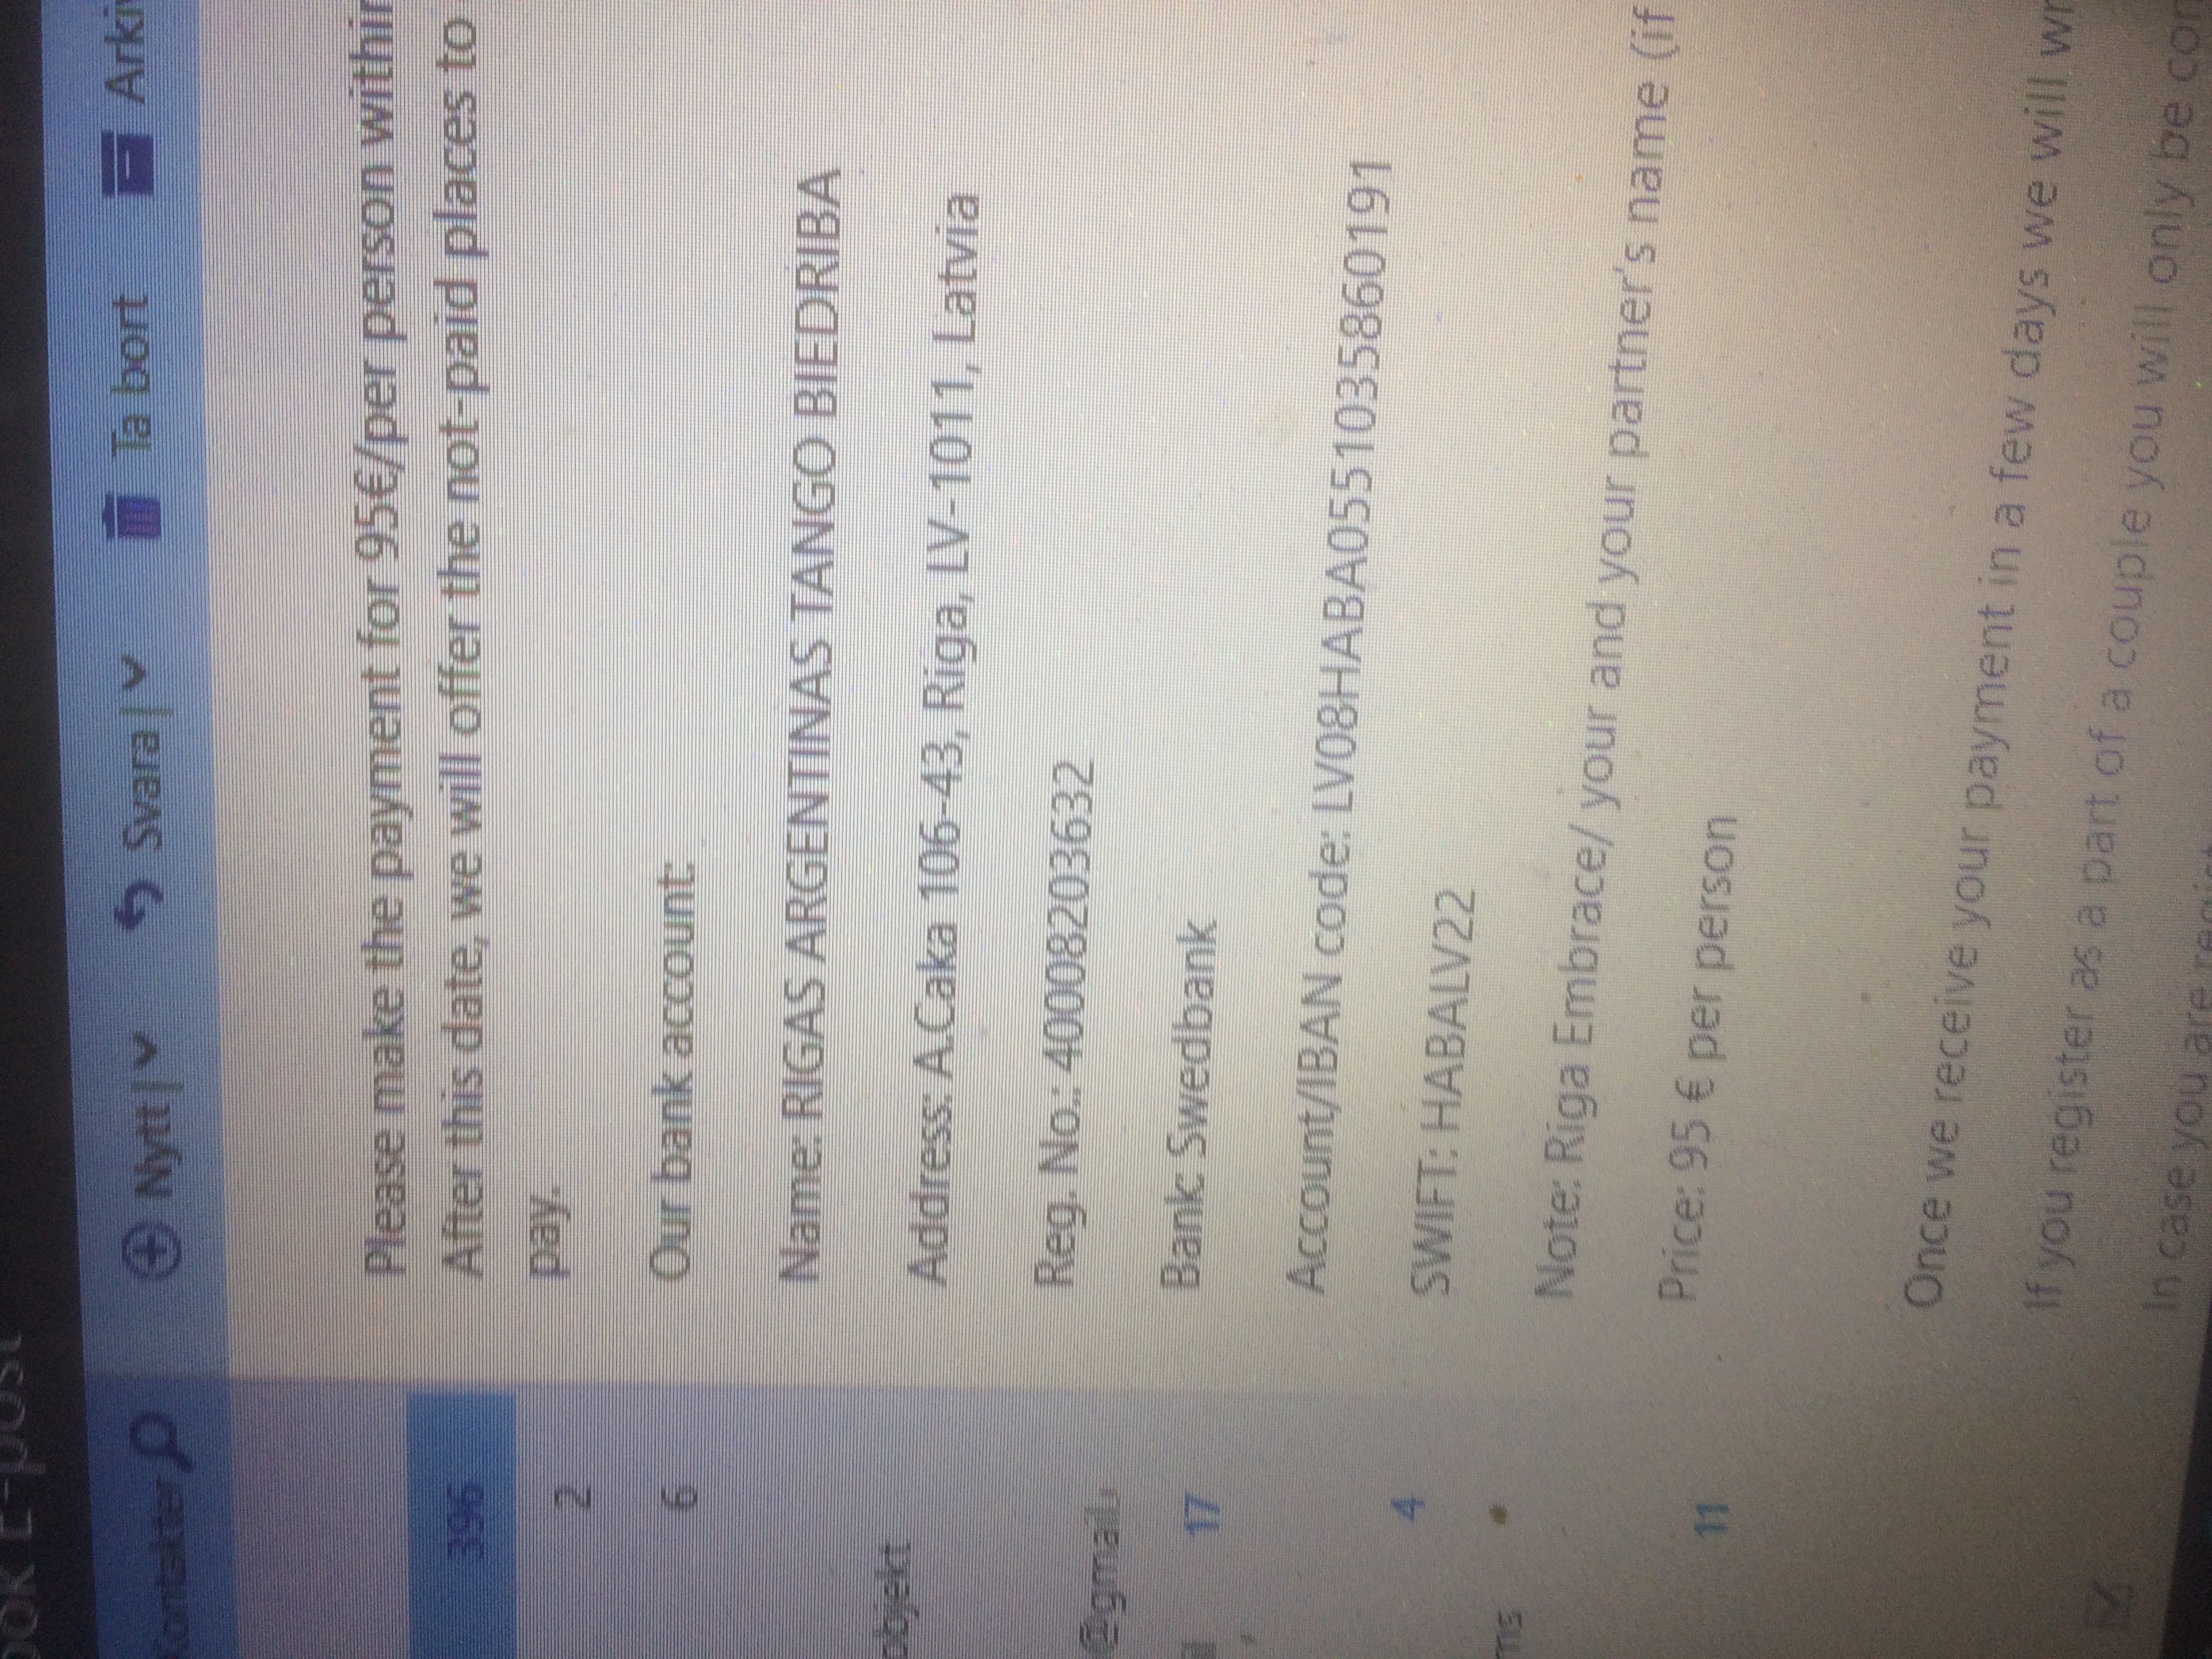 E-post
Kontakter
Nytt
Svara
Ta bort
396
2
6
objekt
@gmail.
17
4
ms
11
Please make the payment for 95€/per person within
After this date, we will offer the not-paid places to
pay.
Our bank account:
Name: RIGAS ARGENTINAS TANGO BIEDRIBA
Address: A.Caka 106-43, Riga, LV-1011, Latvia
Reg. No.: 40008203632
Bank: Swedbank
Account/IBAN code: LV08HABA0551035860191
SWIFT: HABALV22
Note: Riga Embrace/ your and your partner's name (if
Price: 95 € per person
Once we receive your payment in a few days we will
If you register as a part of a couple you will only be
In case you are